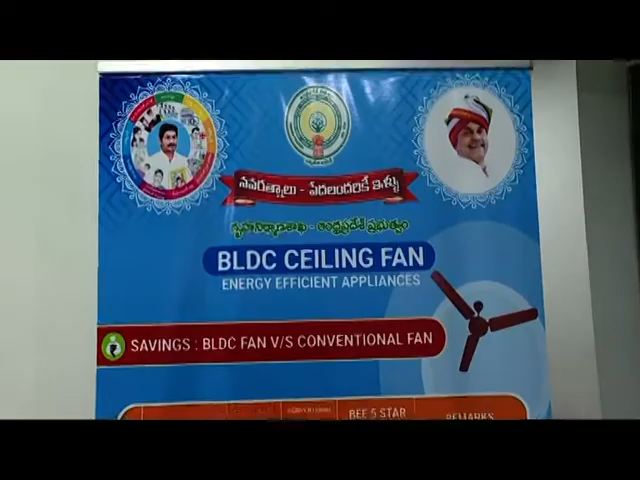 నవరత్నాలు - పేదలందరికీ ఇళ్ళు
గృహనిర్మాణశాఖ - ఆంధ్రప్రదేశ్ ప్రభుత్వం
BLDC CEILING FAN
ENERGY EFFICIENT APPLIANCES
SAVINGS : BLDC FAN V/S CONVENTIONAL FAN
BEE 5 STAR REMARKS